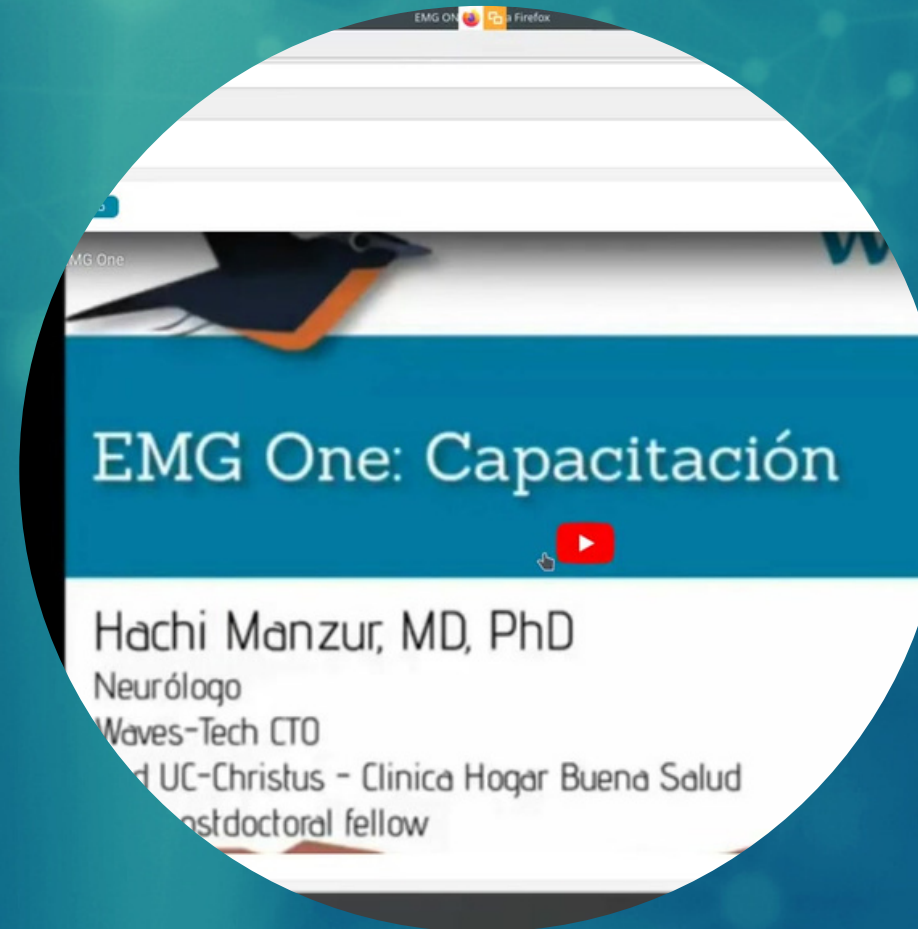 EMG ON
a Firefox
MG One
W
EMG One: Capacitación
Hachi Manzur, MD, PhD
Neurólogo
Waves-Tech CTO
d UC-Christus - Clinica Hogar Buena Salud
ostdoctoral fellow